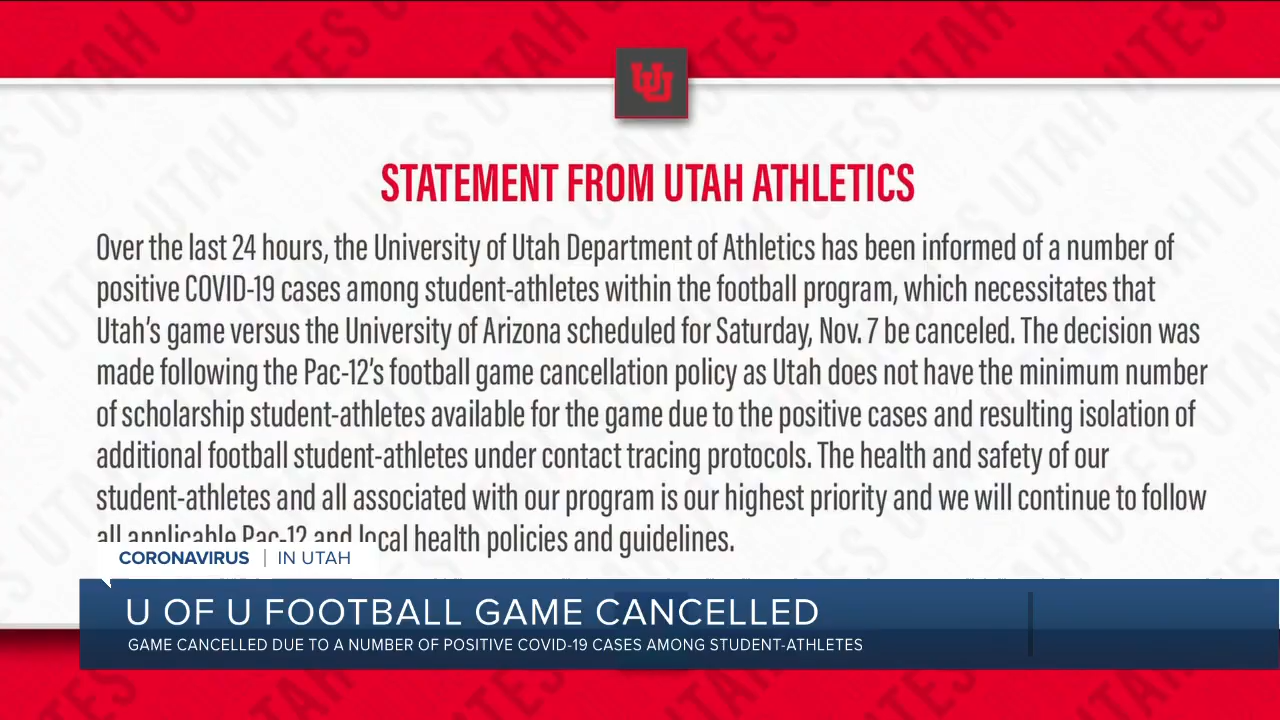 STATEMENT FROM UTAH ATHLETICS
Over the last 24 hours, the University of Utah Department of Athletics has been informed of a number of
positive COVID-19 cases among student-athletes within the football program, which necessitates that
Utah's game versus the University of Arizona scheduled for Saturday, Nov. 7 be canceled. The decision was
made following the Pac-12's football game cancellation policy as Utah does not have the minimum number
of scholarship student-athletes available for the game due to the positive cases and resulting isolation of
additional football student-athletes under contact tracing protocols. The health and safety of our
student-athletes and all associated with our program is our highest priority and we will continue to follow
all applicable Pac-12 and local health policies and guidelines.
CORONAVIRUS | IN UTAH
U OF U FOOTBALL GAME CANCELLED
GAME CANCELLED DUE TO A NUMBER OF POSITIVE COVID-19 CASES AMONG STUDENT-ATHLETES